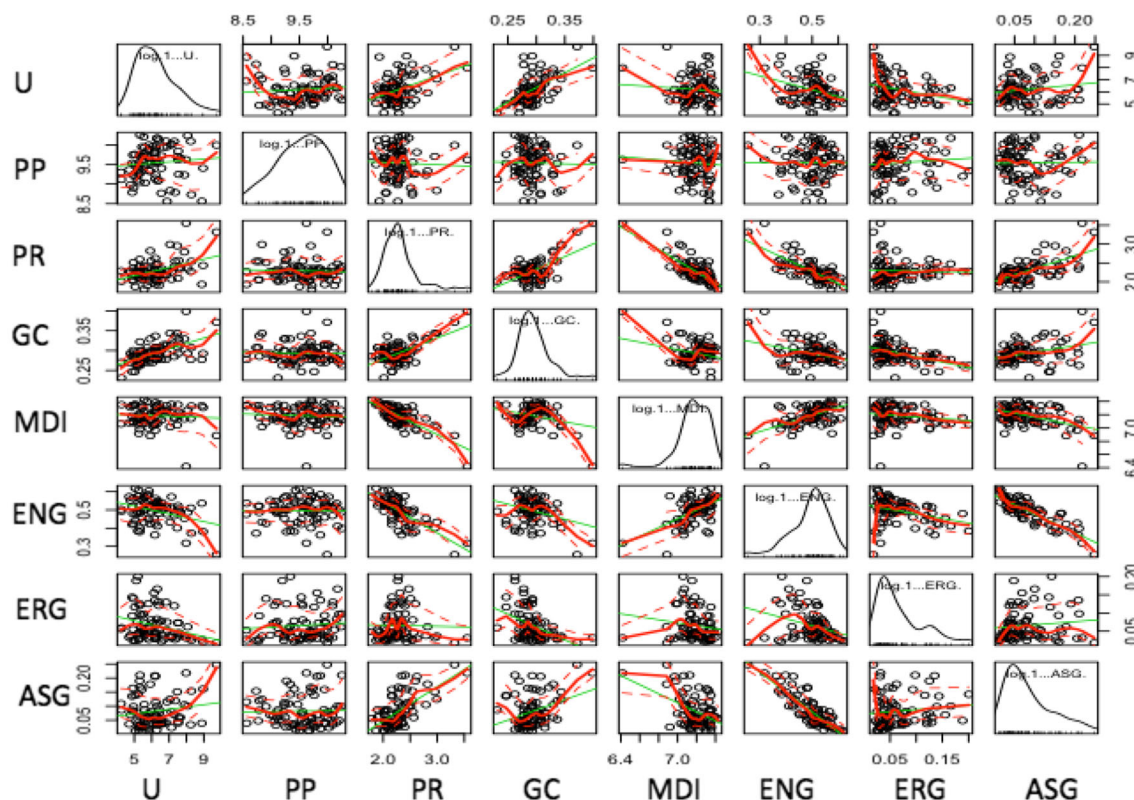 8.5 9.5 0.25 0.35 0.3 0.5 0.05 0.20
U log.1...U. 5 7 9
PP 8.5 9.5 log.1...PP.
PR log.1...PR. 2.0 3.0
GC 0.25 0.35 log.1...GC.
MDI log.1...MDI. 6.4 7.0
ENG 0.3 0.5 log.1...ENG.
ERG log.1...ERG. 0.05 0.20
ASG 0.05 0.20 log.1...ASG.
5 7 9 2.0 3.0 6.4 7.0 0.05 0.15
U PP PR GC MDI ENG ERG ASG